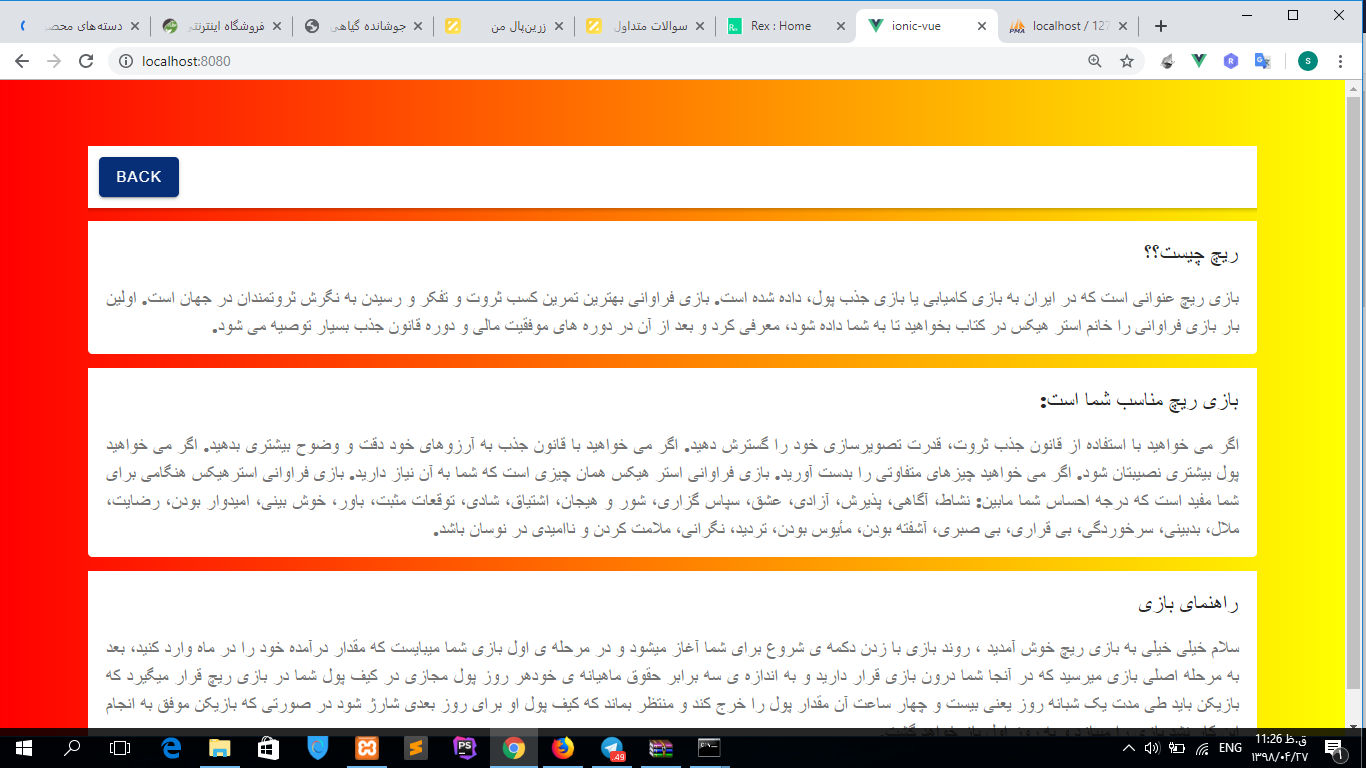 دسته‌های محصو
فروشگاه اینترنتی
جوشانده گیاهی
زرین‌پال من
سوالات متداول
Rex : Home
ionic-vue
localhost / 127
localhost:8080
S
BACK
ریچ چیست؟؟
بازی ریچ عنوانی است که در ایران به بازی کامیابی یا بازی جذب پول، داده شده است. بازی فراوانی بهترین تمرین کسب ثروت و تفکر و رسیدن به نگرش ثروتمندان در جهان است. اولین
بار بازی فراوانی را خانم استر هیکس در کتاب بخواهید تا به شما داده شود، معرفی کرد و بعد از آن در دوره های موفقیت مالی و دوره قانون جذب بسیار توصیه می شود.
بازی ریچ مناسب شما است:
اگر می خواهید با استفاده از قانون جذب ثروت، قدرت تصویرسازی خود را گسترش دهید. اگر می خواهید با قانون جذب به آرزوهای خود دقت و وضوح بیشتری بدهید. اگر می خواهید
پول بیشتری نصیبتان شود. اگر می خواهید چیزهای متفاوتی را بدست آورید. بازی فراوانی استر هیکس همان چیزی است که شما به آن نیاز دارید. بازی فراوانی استرهیکس هنگامی برای
شما مفید است که درجه احساس شما مابین: نشاط، آگاهی، پذیرش، آزادی، عشق، سپاس گزاری، شور و هیجان، اشتیاق، شادی، توقعات مثبت، باور، خوش بینی، امیدوار بودن، رضایت،
ملال، بدبینی، سرخوردگی، بی قراری، بی صبری، آشفته بودن، مأیوس بودن، تردید، نگرانی، ملامت کردن و ناامیدی در نوسان باشد.
راهنمای بازی
سلام خیلی خیلی به بازی ریچ خوش آمدید ، روند بازی با زدن دکمه ی شروع برای شما آغاز میشود و در مرحله ی اول بازی شما میبایست که مقدار درآمده خود را در ماه وارد کنید، بعد
به مرحله اصلی بازی میرسید که در آنجا شما درون بازی قرار دارید و به اندازه ی سه برابر حقوق ماهیانه ی خودهر روز پول مجازی در کیف پول شما در بازی ریچ قرار میگیرد که
بازیکن باید طی مدت یک شبانه روز یعنی بیست و چهار ساعت آن مقدار پول را خرج کند و منتظر بماند که کیف پول او برای روز بعدی شارژ شود در صورتی که بازیکن موفق به انجام
49
ENG
11:26 ق.ظ
۱۳۹۸/۰۴/۲۷
1